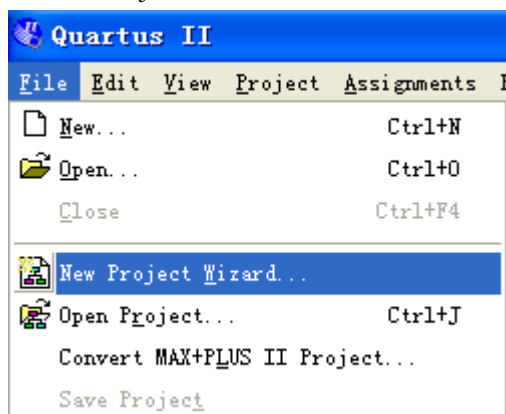 Quartus II
File Edit View Project Assignments
New... Ctrl+N
Open... Ctrl+O
Close Ctrl+F4
New Project Wizard...
Open Project... Ctrl+J
Convert MAX+PLUS II Project...
Save Project